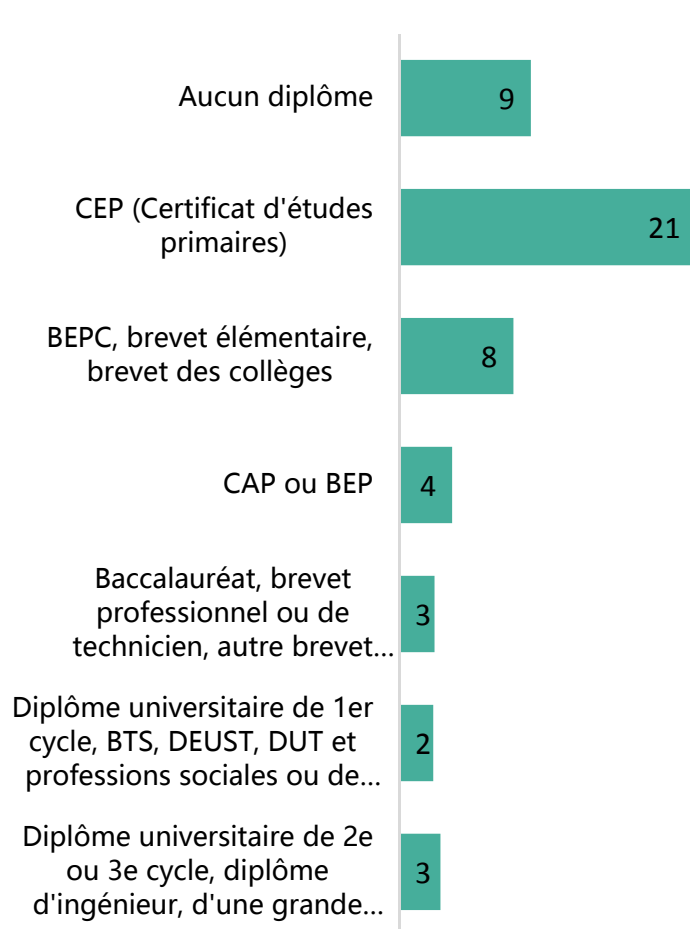 Aucun diplôme
9
CEP (Certificat d'études
primaires)
21
BEPC, brevet élémentaire,
brevet des collèges
8
CAP ou BEP
4
Baccalauréat, brevet
professionnel ou de
technicien, autre brevet...
3
Diplôme universitaire de 1er
cycle, BTS, DEUST, DUT et
professions sociales ou de...
2
Diplôme universitaire de 2e
ou 3e cycle, diplôme
d'ingénieur, d'une grande...
3